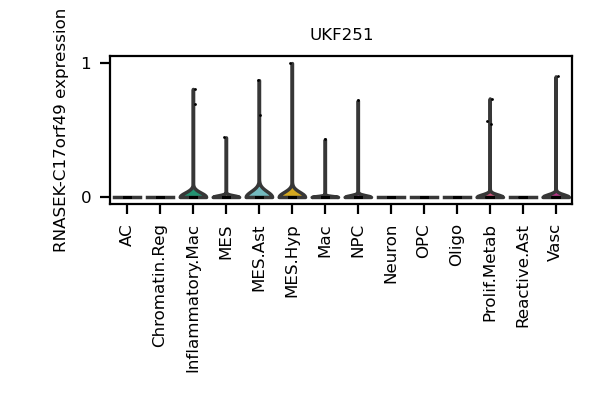 UKF251
RNASEK-C17orf49 expression
1
0
AC
Chromatin.Reg
Inflammatory.Mac
MES
MES.Ast
MES.Hyp
Mac
NPC
Neuron
OPC
Oligo
Prolif.Metab
Reactive.Ast
Vasc